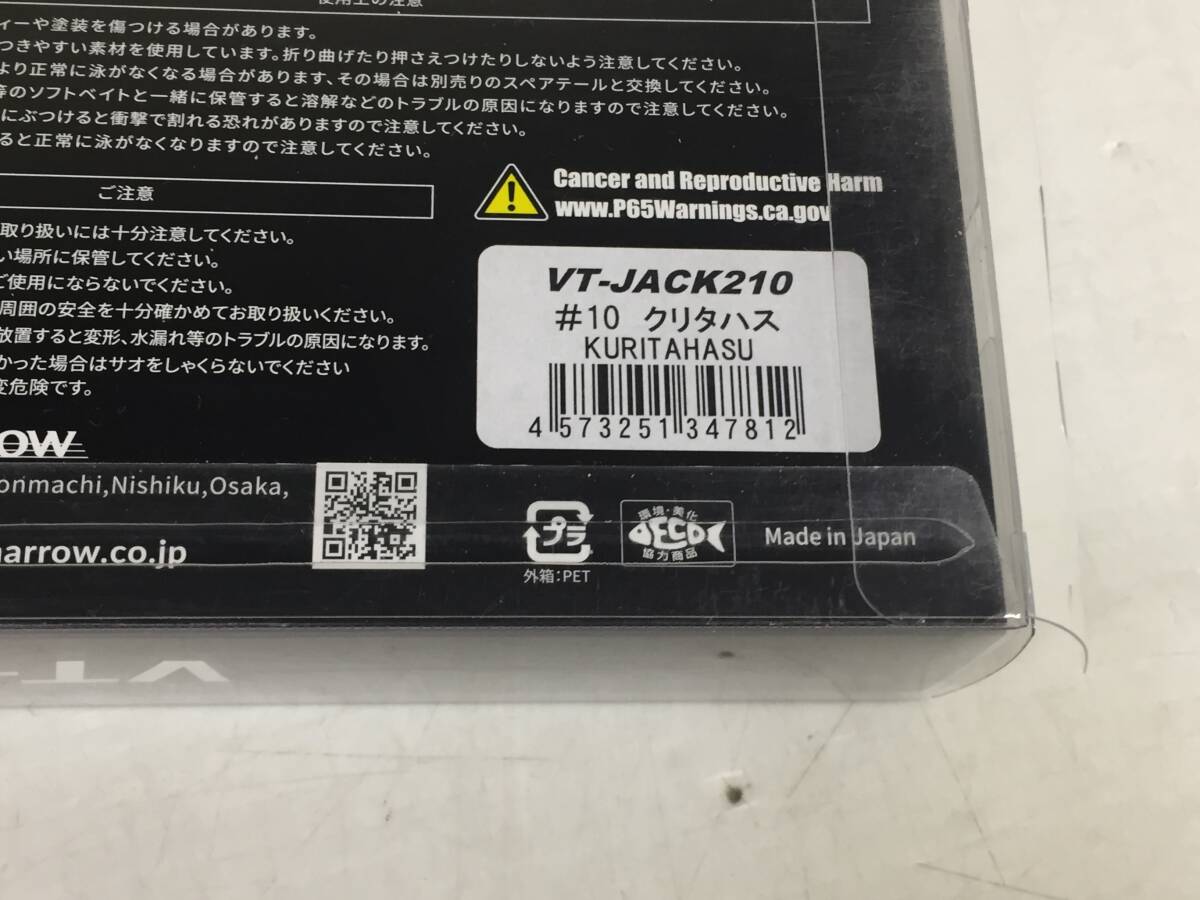 使用上の注意
ィーや塗装を傷つける場合があります。
つきやすい素材を使用しています。折り曲げたり押さえつけたりしないよう注意してください。
より正常に泳がなくなる場合があります、その場合は別売りのスペアテールと交換してください。
等のソフトベイトと一緒に保管すると溶解などのトラブルの原因になりますので注意してください。
にぶつけると衝撃で割れる恐れがありますので注意してください。
ると正常に泳がなくなりますので注意してください。
ご注意
取り扱いには十分注意してください。
い場所に保管してください。
ご使用にならないでください。
周囲の安全を十分確かめてお取り扱いください。
放置すると変形、水漏れ等のトラブルの原因になります。
かった場合はサオをしゃくらないでください
変危険です。
Cancer and Reproductive Harm
www.P65Warnings.ca.gov
VT-JACK210
#10 クリタハス
KURITAHASU
4 573251 347812
ow
onmachi,Nishiku,Osaka,
narrow.co.jp
プラ
外箱:PET
環境・美化
ECO
協力商品
Made in Japan
VT-